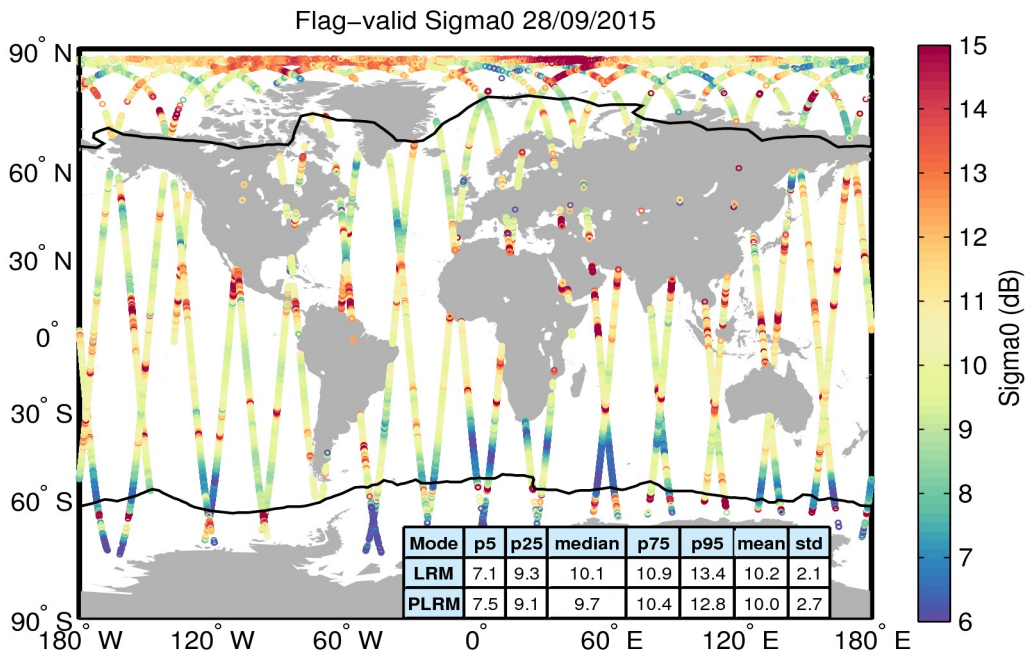 Flag−valid Sigma0 28/09/2015
90° N
60° N
30° N
0°
30° S
60° S
90° S
180° W
120° W
60° W
0°
60° E
120° E
180° E
15
14
13
12
11
10
9
8
7
6
Sigma0 (dB)
Mode p5 p25 median p75 p95 mean std
LRM 7.1 9.3 10.1 10.9 13.4 10.2 2.1
PLRM 7.5 9.1 9.7 10.4 12.8 10.0 2.7